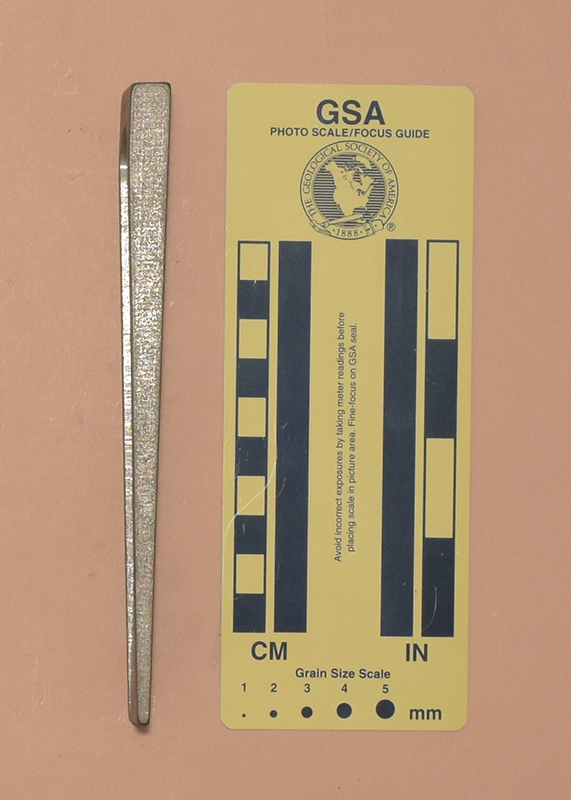 GSA
PHOTO SCALE/FOCUS GUIDE
THE GEOLOGICAL SOCIETY OF AMERICA
1888
®
Avoid incorrect exposures by taking meter readings before
placing scale in picture area. Fine-focus on GSA seal.
CM
IN
Grain Size Scale
1 2 3 4 5
mm